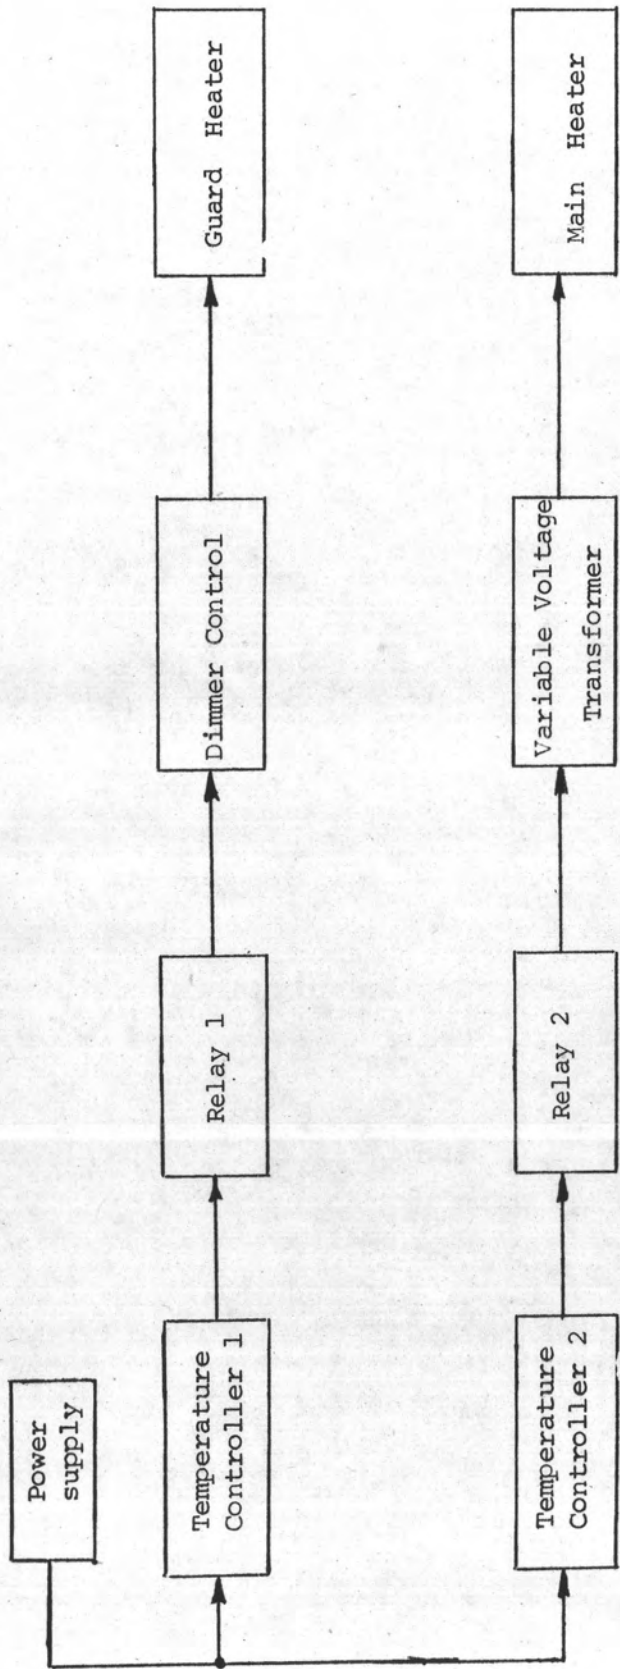 Power
supply
Temperature
Controller 1
Relay 1
Dimmer Control
Guard Heater
Temperature
Controller 2
Relay 2
Variable Voltage
Transformer
Main Heater